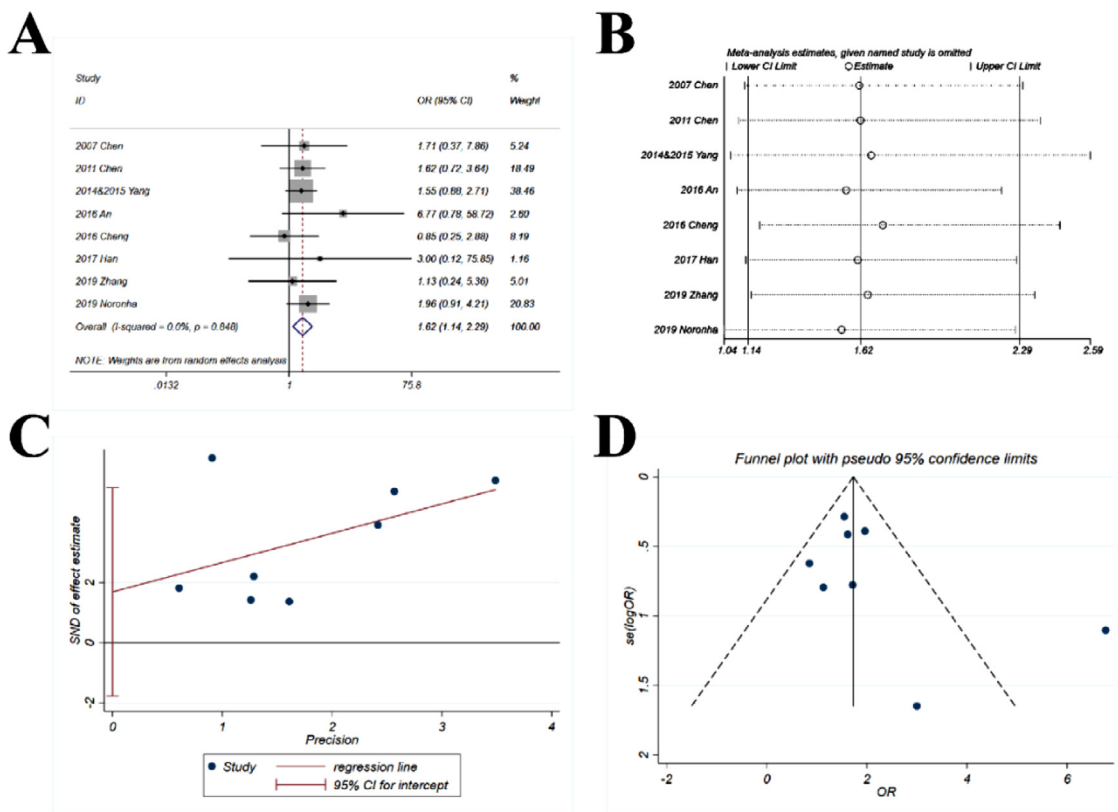 A
Study %
ID OR (95% CI) Weight
2007 Chen 1.71 (0.37, 7.86) 5.24
2011 Chen 1.62 (0.72, 3.64) 18.49
2014&2015 Yang 1.55 (0.88, 2.71) 38.46
2016 An 6.77 (0.78, 58.72) 2.60
2016 Cheng 0.85 (0.25, 2.88) 8.19
2017 Han 3.00 (0.12, 75.85) 1.16
2019 Zhang 1.13 (0.24, 5.36) 5.01
2019 Noronha 1.96 (0.91, 4.21) 20.83
Overall (I-squared = 0.0%, p = 0.848) 1.62 (1.14, 2.29) 100.00
NOTE: Weights are from random effects analysis
.0132 1 75.8
B
Meta-analysis estimates, given named study is omitted
Lower CI Limit Estimate Upper CI Limit
2007 Chen
2011 Chen
2014&2015 Yang
2016 An
2016 Cheng
2017 Han
2019 Zhang
2019 Noronha
1.04 1.14 1.62 2.29 2.59
C
SND of effect estimate
2
0
-2
0 1 2 3 4
Precision
Study regression line
95% CI for intercept
D
Funnel plot with pseudo 95% confidence limits
se(logOR)
0
.5
1
1.5
2
-2 0 2 4 6
OR